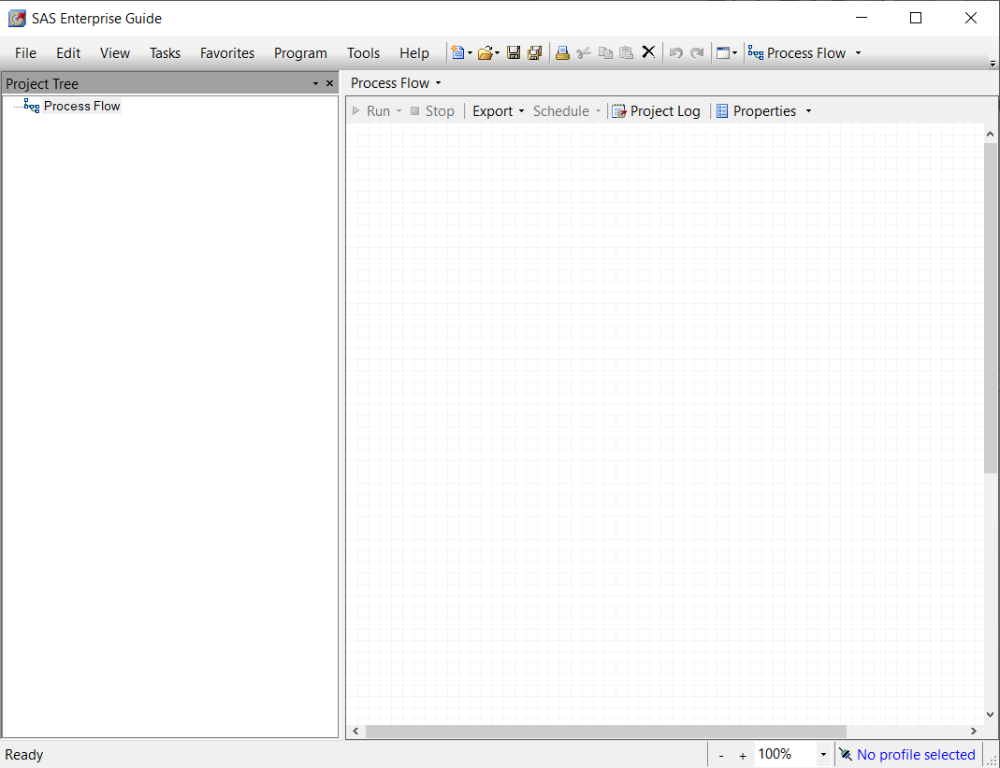 SAS Enterprise Guide
File Edit View Tasks Favorites Program Tools Help Process Flow
Project Tree
Process Flow
Process Flow
Run Stop Export Schedule Project Log Properties
Ready - + 100% No profile selected